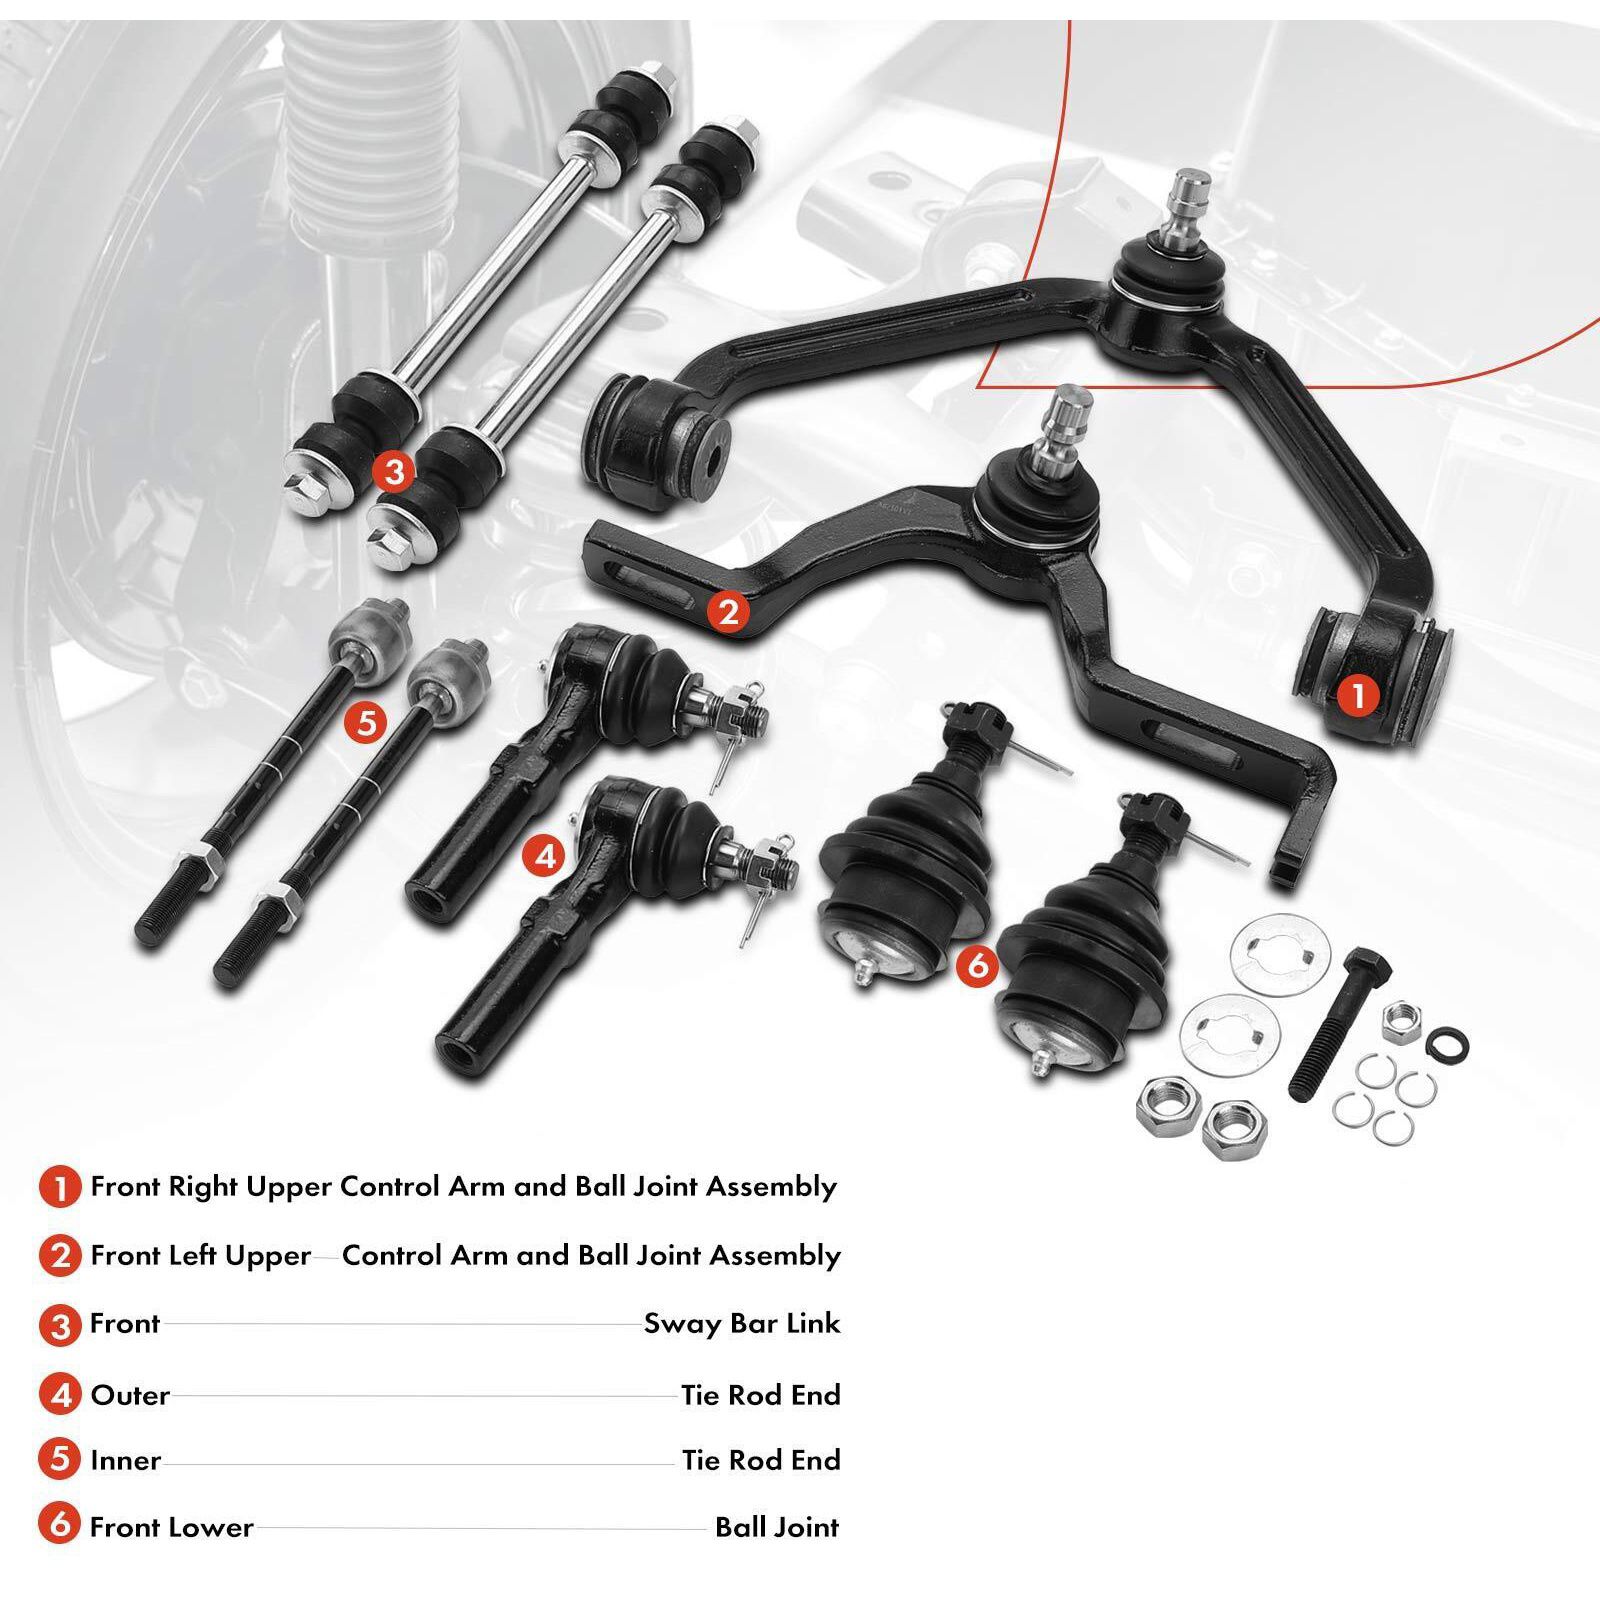 3
2
1
5
4
6
1 Front Right Upper Control Arm and Ball Joint Assembly
2 Front Left Upper Control Arm and Ball Joint Assembly
3 Front Sway Bar Link
4 Outer Tie Rod End
5 Inner Tie Rod End
6 Front Lower Ball Joint